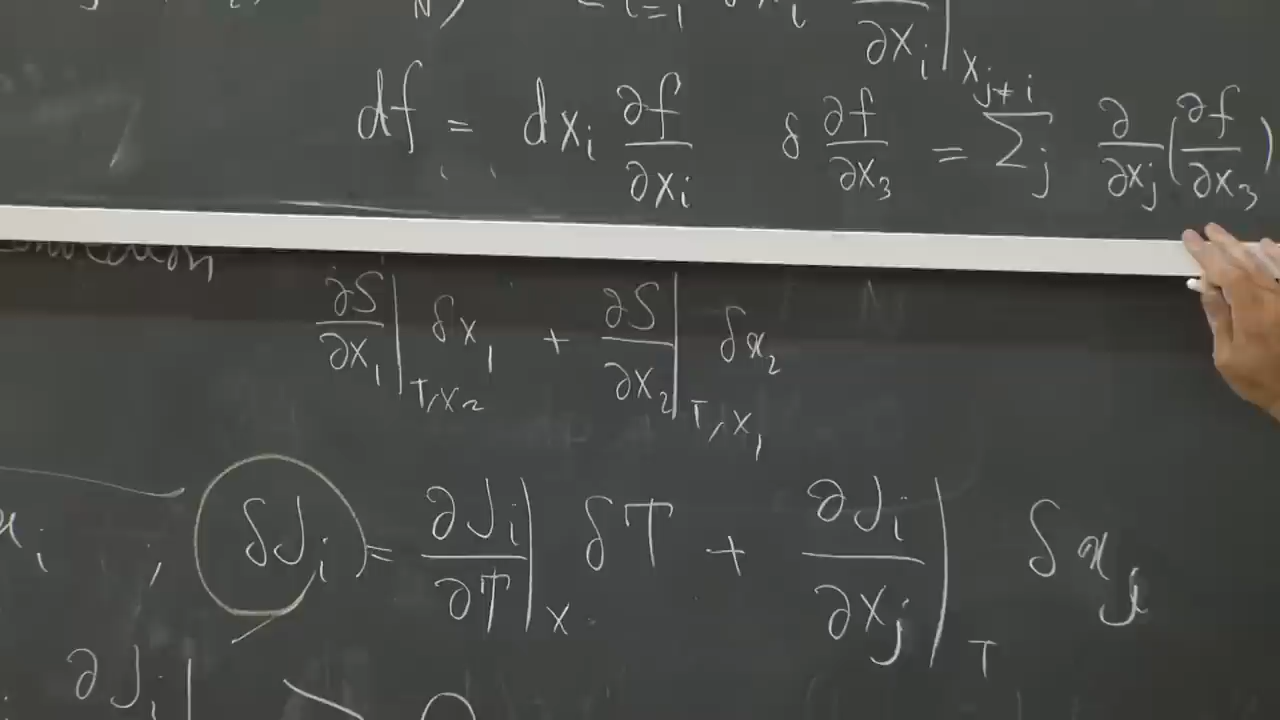 ∂x_i |_{x_{j≠i}}
df = dx_i ∂f/∂x_i   δ ∂f/∂x_3 = Σ_j ∂/∂x_j (∂f/∂x_3)
∂S/∂x_1 |_{T,x_2} δx_1 + ∂S/∂x_2 |_{T,x_1} δx_2
x_i , δJ_i = ∂J_i/∂T |_x δT + ∂J_i/∂x_j |_T δx_j
∂J_i |